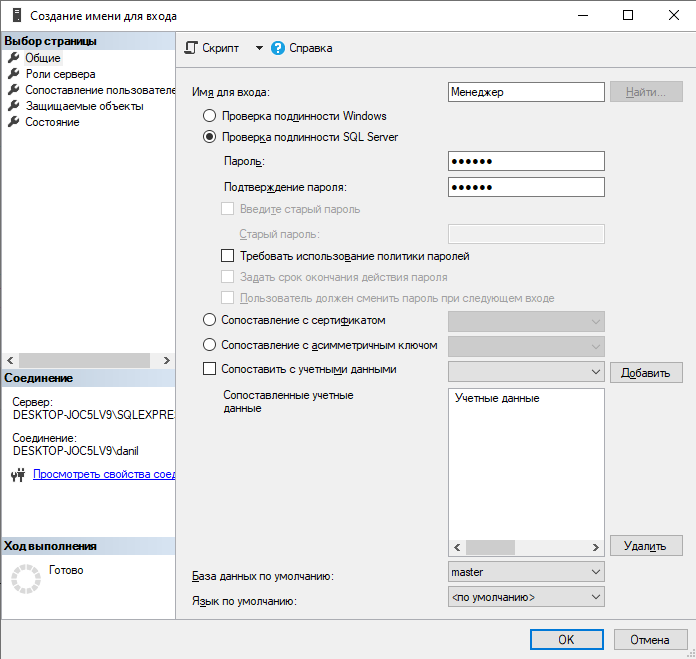 Создание имени для входа
Выбор страницы
Общие
Роли сервера
Сопоставление пользователе
Защищаемые объекты
Состояние
Скрипт
Справка
Имя для входа:
Менеджер
Найти...
Проверка подлинности Windows
Проверка подлинности SQL Server
Пароль:
••••••
Подтверждение пароля:
••••••
Введите старый пароль
Старый пароль:
Требовать использование политики паролей
Задать срок окончания действия пароля
Пользователь должен сменить пароль при следующем входе
Сопоставление с сертификатом
Сопоставление с асимметричным ключом
Сопоставить с учетными данными
Добавить
Сопоставленные учетные
данные
Учетные данные
Удалить
База данных по умолчанию:
master
Язык по умолчанию:
<по умолчанию>
Соединение
Сервер:
DESKTOP-JOC5LV9\SQLEXPRES
Соединение:
DESKTOP-JOC5LV9\danil
Просмотреть свойства соед
Ход выполнения
Готово
OK
Отмена